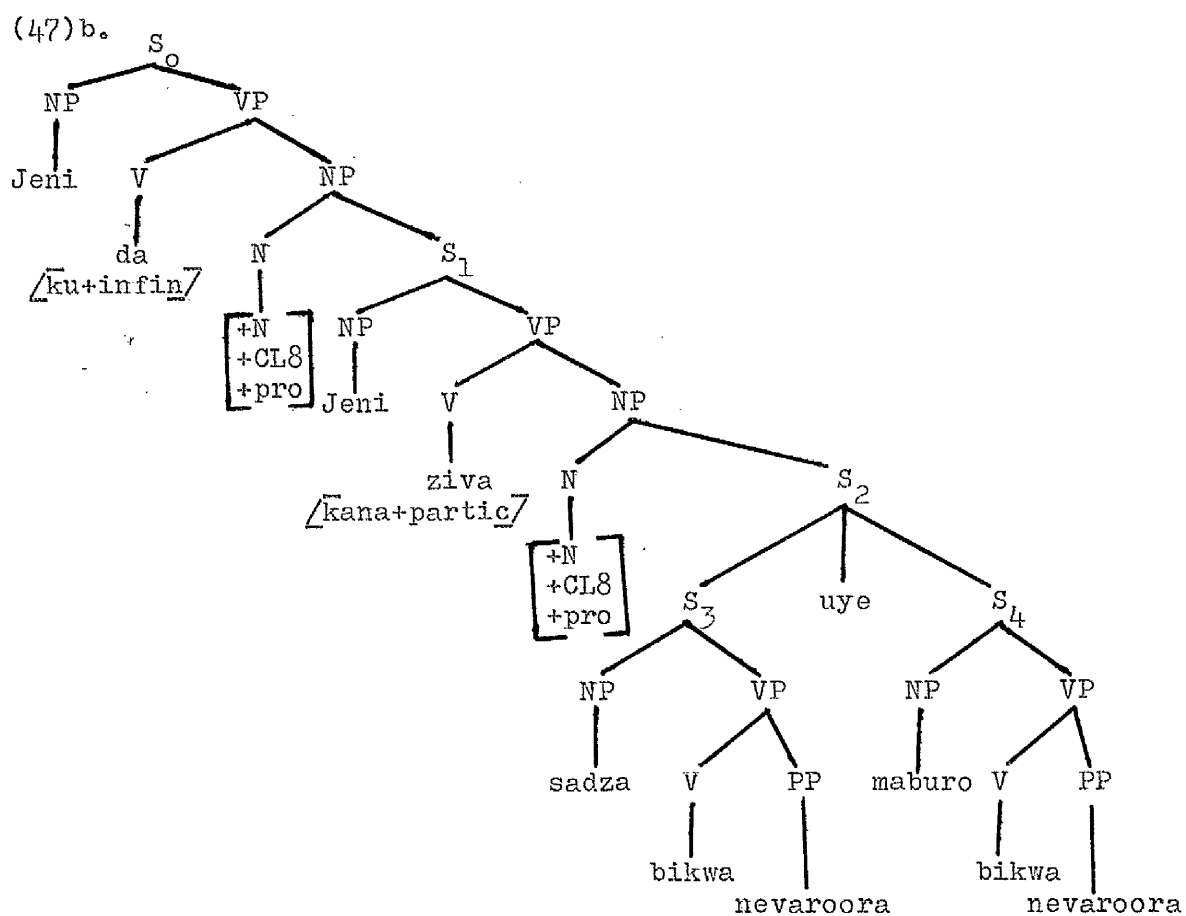 (47)b.
S₀
NP VP
Jeni V NP
da N S₁
[ku+infin]
[+N NP VP
+CL8
+pro] Jeni V NP
ziva N S₂
[kana+partic]
[+N
+CL8
+pro] S₃ uye S₄
NP VP NP VP
sadza V PP maburo V PP
bikwa bikwa
nevaroora nevaroora